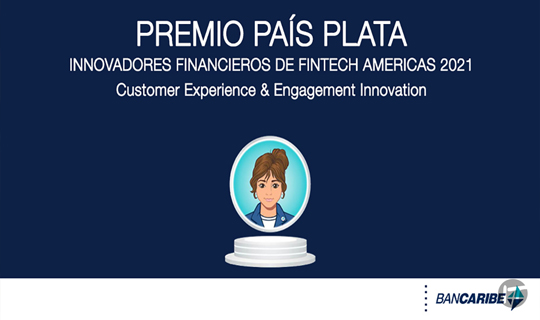 PREMIO PAÍS PLATA
INNOVADORES FINANCIEROS DE FINTECH AMERICAS 2021
Customer Experience & Engagement Innovation
BANCARIBE